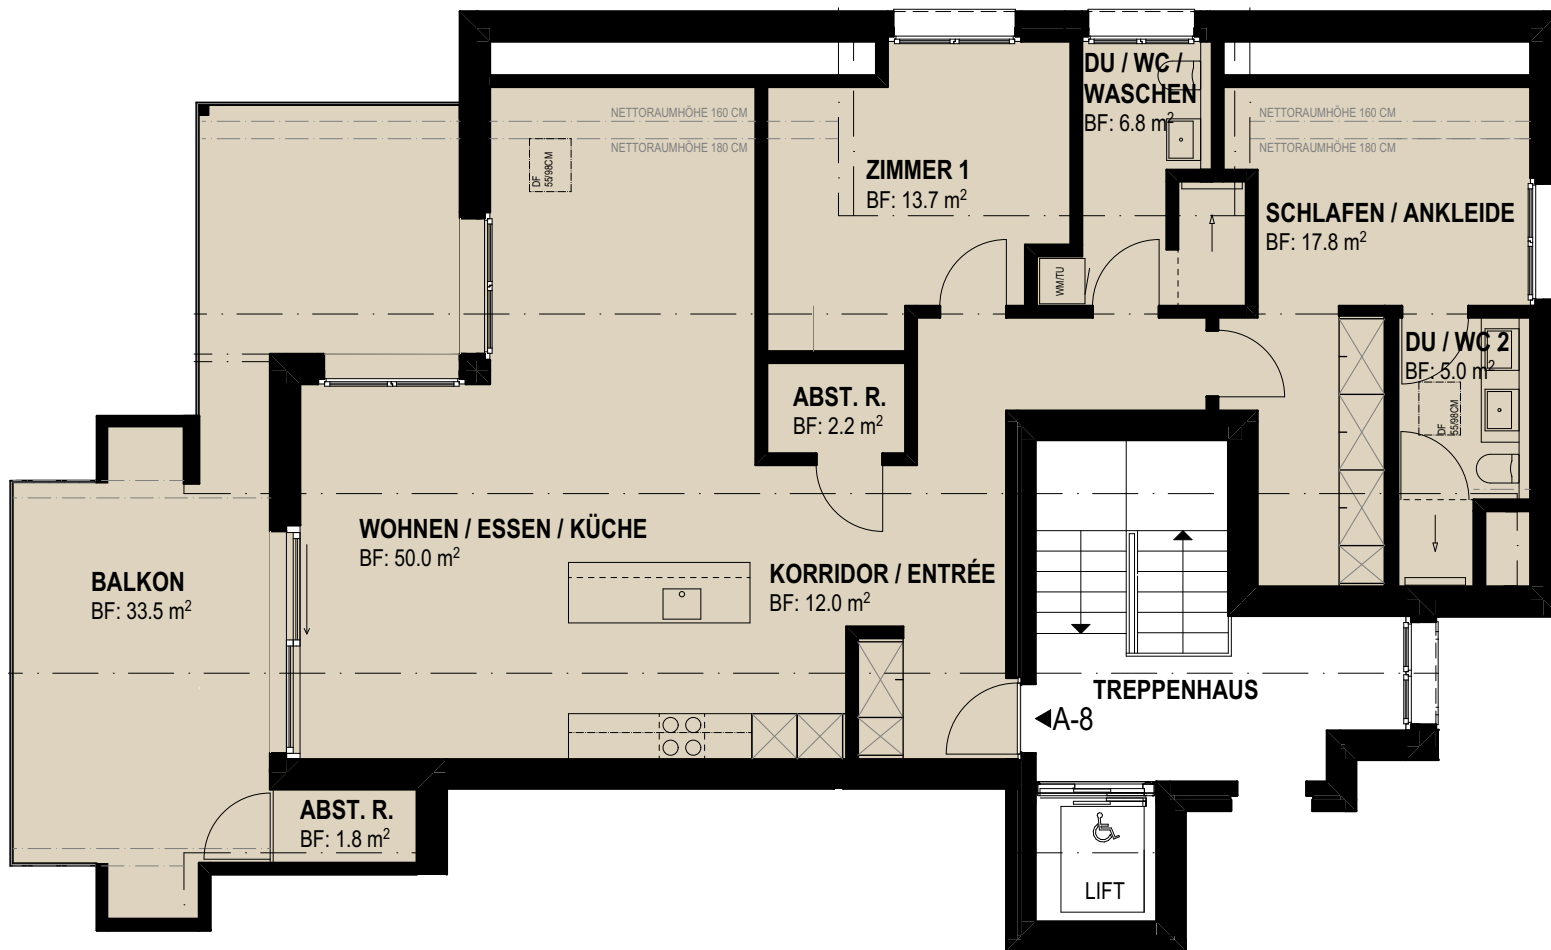 DU / WC /
WASCHEN
BF: 6.8 m²
NETTORAUMHÖHE 160 CM
NETTORAUMHÖHE 180 CM
NETTORAUMHÖHE 160 CM
NETTORAUMHÖHE 180 CM
DF
55/98CM
ZIMMER 1
BF: 13.7 m²
SCHLAFEN / ANKLEIDE
BF: 17.8 m²
WM/TU
DU / WC 2
BF: 5.0 m²
DF
55/98CM
ABST. R.
BF: 2.2 m²
WOHNEN / ESSEN / KÜCHE
BF: 50.0 m²
BALKON
BF: 33.5 m²
KORRIDOR / ENTRÉE
BF: 12.0 m²
TREPPENHAUS
A-8
ABST. R.
BF: 1.8 m²
LIFT